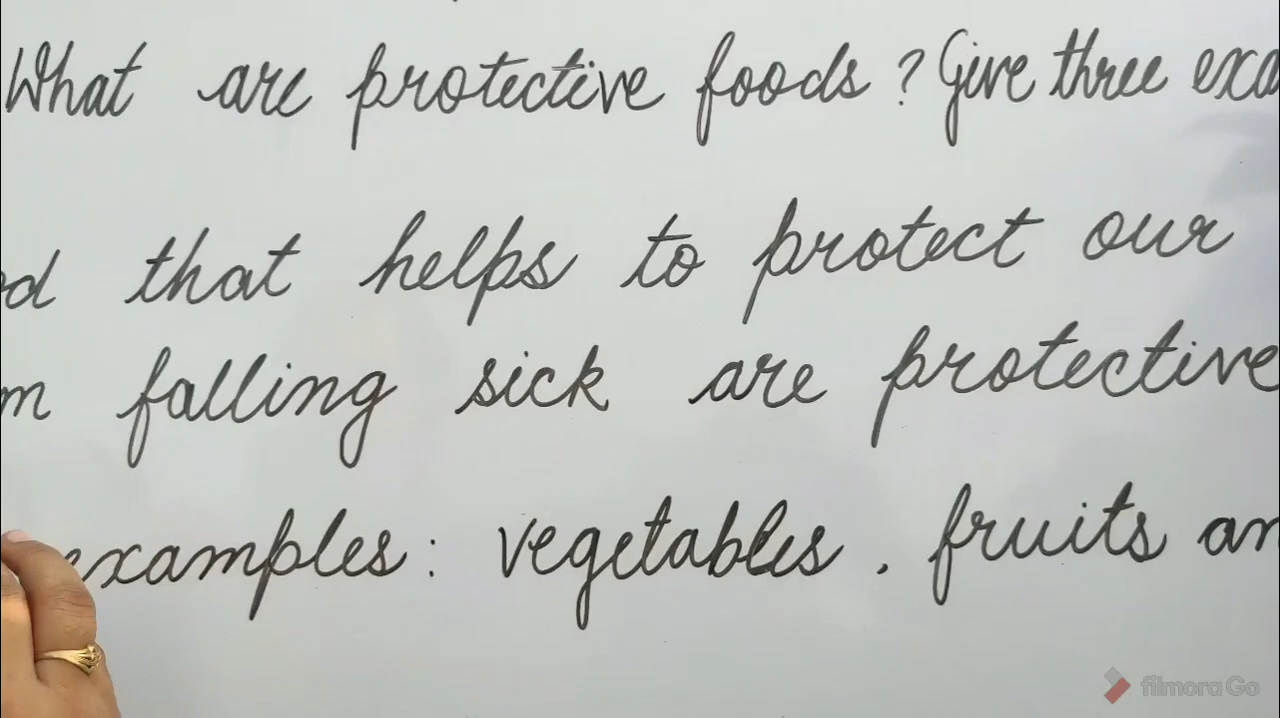 What are protective foods ? Give three exa
d that helps to protect our
m falling sick are protective
examples : vegetables . fruits an
filmora Go